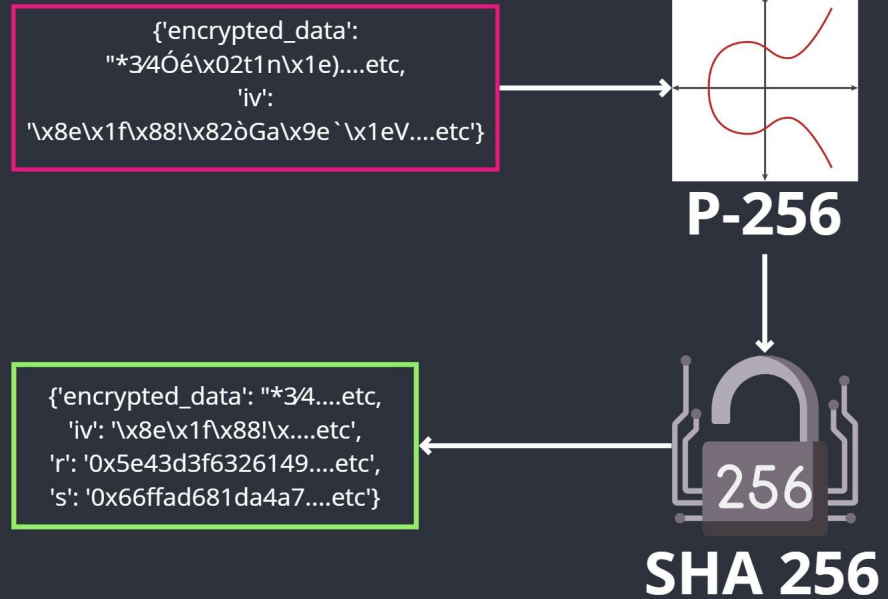 {'encrypted_data':
"*3⁄4Óé\x02t1n\x1e)....etc,
'iv':
'\x8e\x1f\x88!\x82òGa\x9e`\x1eV....etc'}
P-256
{'encrypted_data': "*3⁄4....etc,
'iv': '\x8e\x1f\x88!\x....etc',
'r': '0x5e43d3f6326149....etc',
's': '0x66ffad681da4a7....etc'}
256
SHA 256